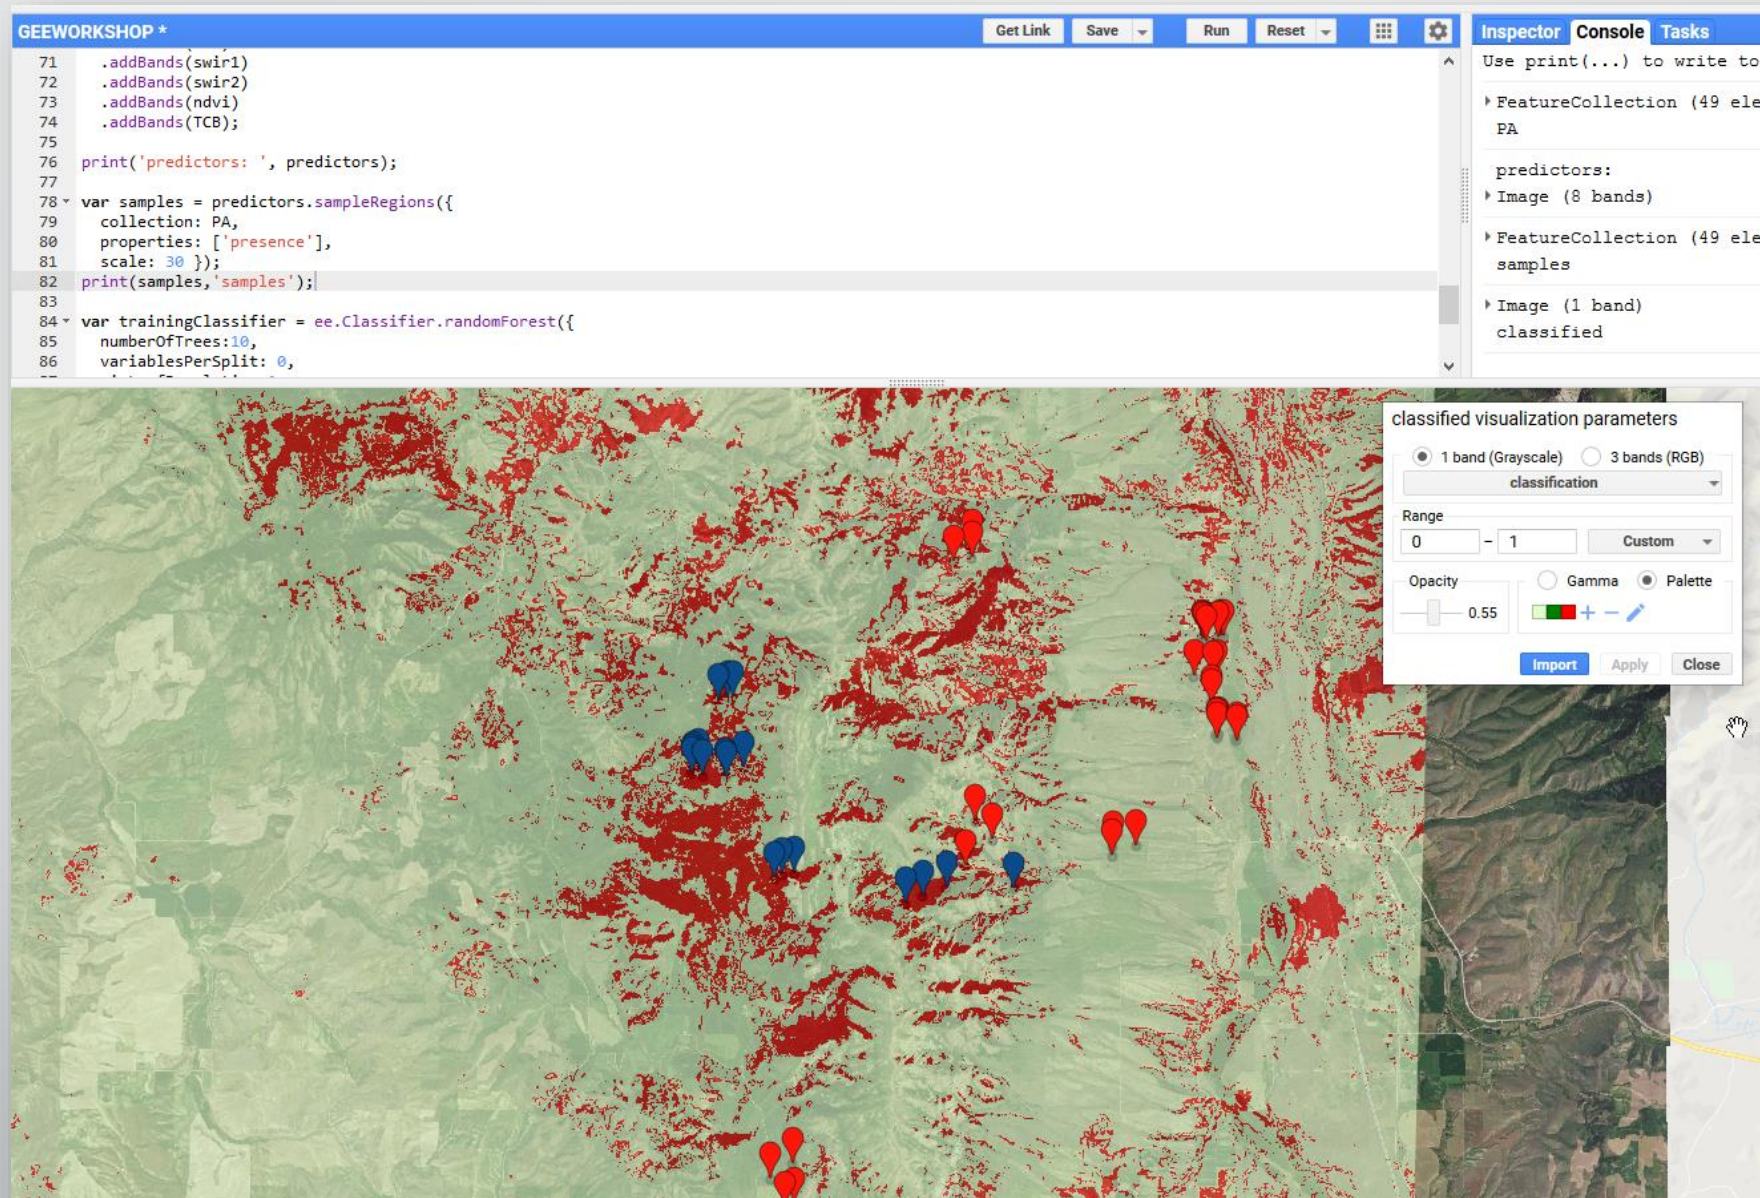 GEEWORKSHOP *
Get Link Save Run Reset
71 .addBands(swir1)
72 .addBands(swir2)
73 .addBands(ndvi)
74 .addBands(TCB);
75
76 print('predictors: ', predictors);
77
78 var samples = predictors.sampleRegions({
79 collection: PA,
80 properties: ['presence'],
81 scale: 30 });
82 print(samples,'samples');
83
84 var trainingClassifier = ee.Classifier.randomForest({
85 numberOfTrees:10,
86 variablesPerSplit: 0,
Inspector Console Tasks
Use print(...) to write to
FeatureCollection (49 ele
PA
predictors:
Image (8 bands)
FeatureCollection (49 ele
samples
Image (1 band)
classified
classified visualization parameters
1 band (Grayscale) 3 bands (RGB)
classification
Range
0 – 1 Custom
Opacity Gamma Palette
0.55
Import Apply Close